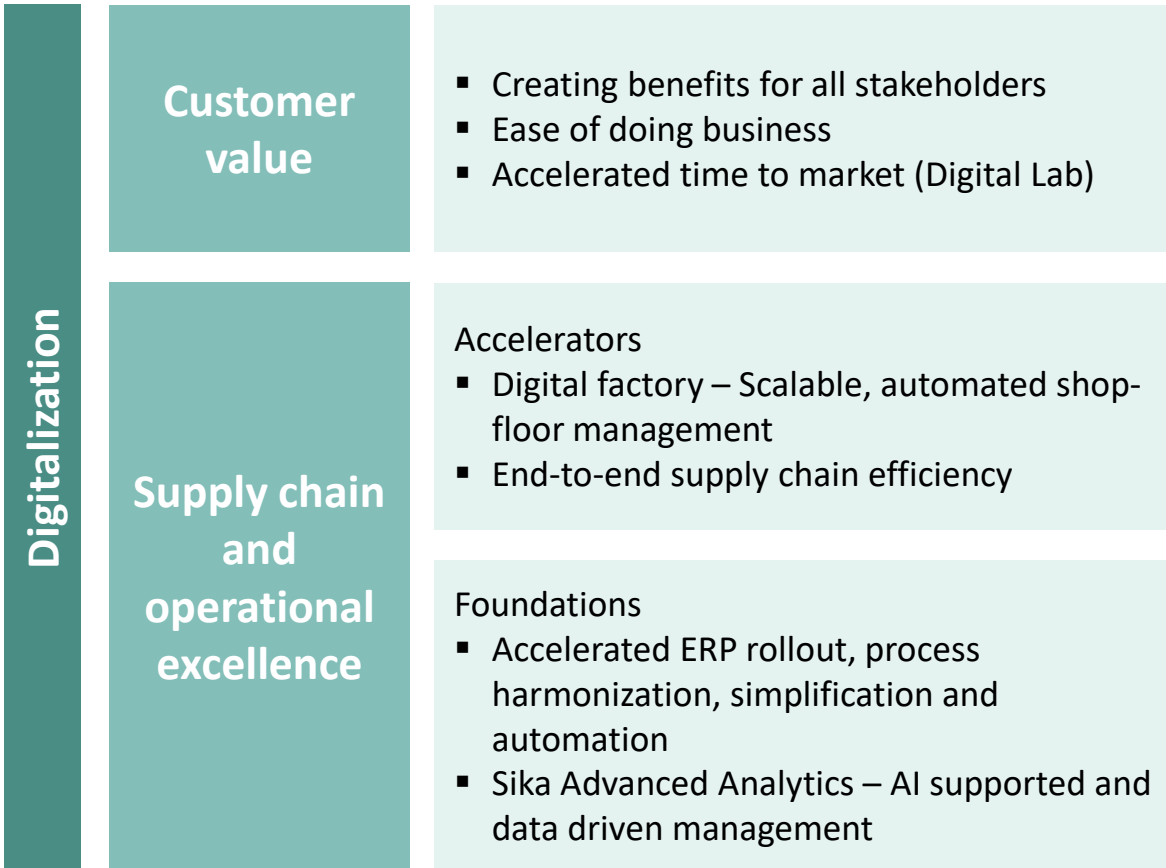 Digitalization
Customer
value
▪ Creating benefits for all stakeholders
▪ Ease of doing business
▪ Accelerated time to market (Digital Lab)
Supply chain
and
operational
excellence
Accelerators
▪ Digital factory – Scalable, automated shop-
floor management
▪ End-to-end supply chain efficiency
Foundations
▪ Accelerated ERP rollout, process
harmonization, simplification and
automation
▪ Sika Advanced Analytics – AI supported and
data driven management